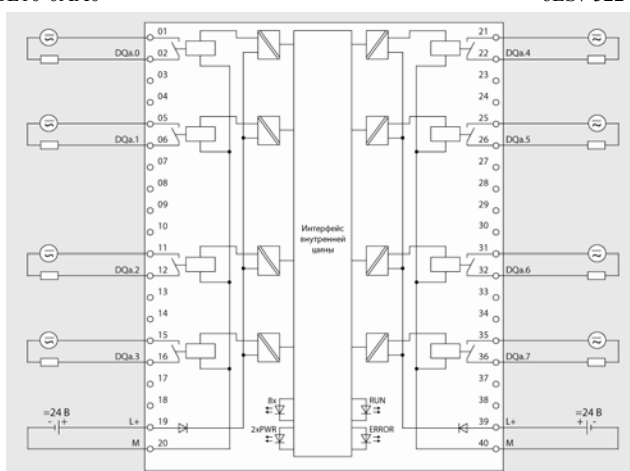 01 21
DQa.0 02 22 DQa.4
03 23
04 24
05 25
DQa.1 06 26 DQa.5
07 27
08 28
09 29
10 30
Интерфейс
внутренней
шины
11 31
DQa.2 12 32 DQa.6
13 33
14 34
15 35
DQa.3 16 36 DQa.7
17 37
18 38
8x RUN
=24 В =24 В
- + - +
L+ 19 39 L+
2xPWR ERROR
M 20 40 M